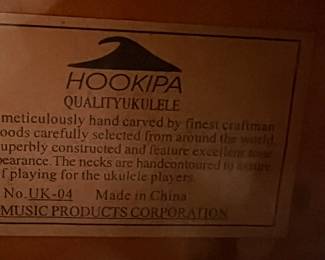 HOOKIPA
QUALITYUKULELE
meticulously hand carved by finest craftman
oods carefully selected from around the world.
uperbly constructed and feature excellent tone
pearance. The necks are handcontoured to assure
f playing for the ukulele players.
No.UK-04 Made in China
MUSIC PRODUCTS CORPORATION